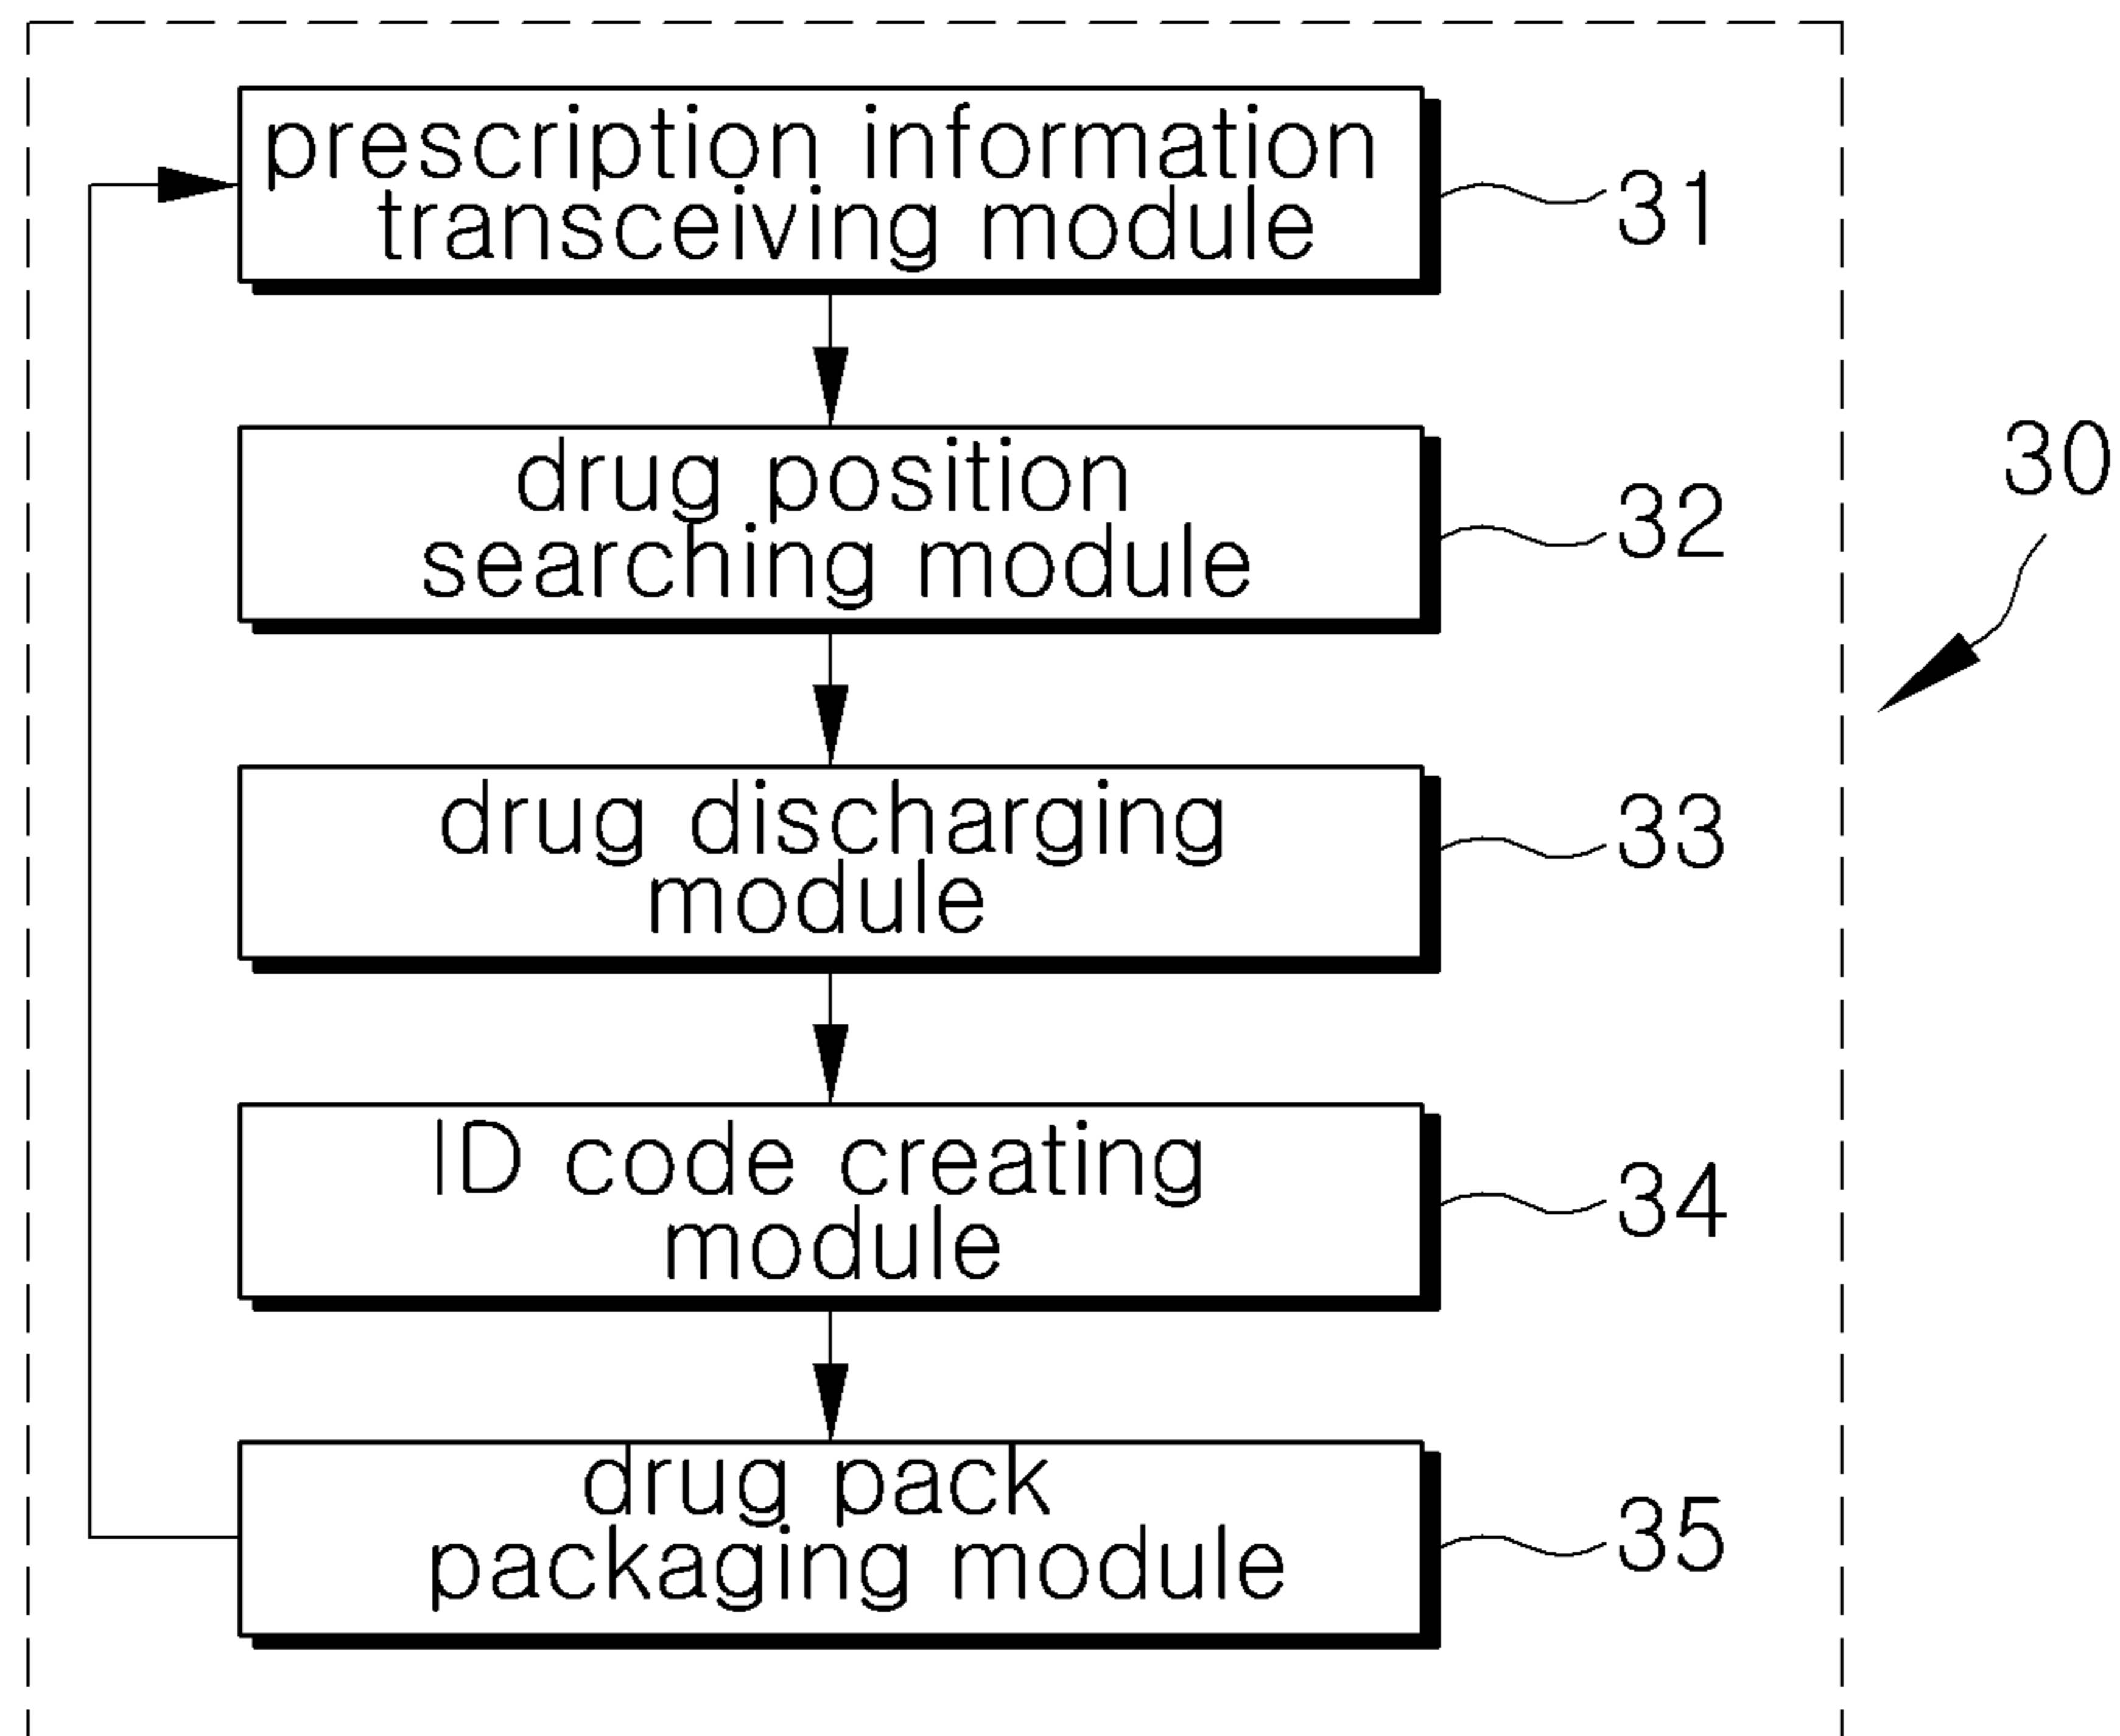 prescription information
transceiving module
31
drug position
searching module
32
30
drug discharging
module
33
ID code creating
module
34
drug pack
packaging module
35